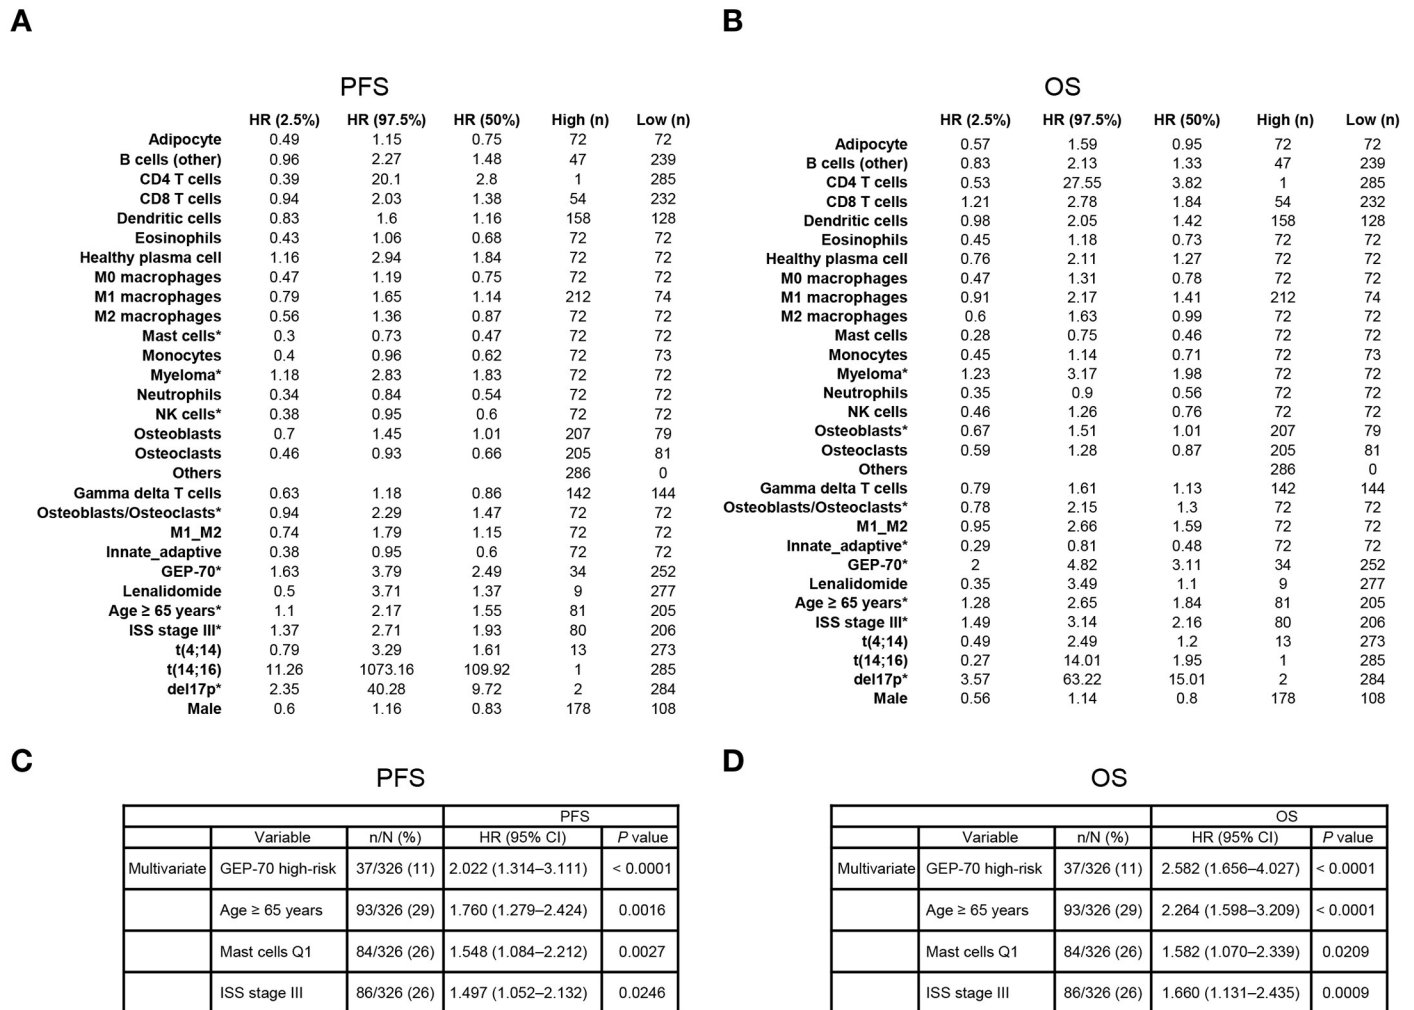 A
PFS
HR (2.5%) HR (97.5%) HR (50%) High (n) Low (n)
Adipocyte 0.49 1.15 0.75 72 72
B cells (other) 0.96 2.27 1.48 47 239
CD4 T cells 0.39 20.1 2.8 1 285
CD8 T cells 0.94 2.03 1.38 54 232
Dendritic cells 0.83 1.6 1.16 158 128
Eosinophils 0.43 1.06 0.68 72 72
Healthy plasma cell 1.16 2.94 1.84 72 72
M0 macrophages 0.47 1.19 0.75 72 72
M1 macrophages 0.79 1.65 1.14 212 74
M2 macrophages 0.56 1.36 0.87 72 72
Mast cells* 0.3 0.73 0.47 72 72
Monocytes 0.4 0.96 0.62 72 73
Myeloma* 1.18 2.83 1.83 72 72
Neutrophils 0.34 0.84 0.54 72 72
NK cells* 0.38 0.95 0.6 72 72
Osteoblasts 0.7 1.45 1.01 207 79
Osteoclasts 0.46 0.93 0.66 205 81
Others 286 0
Gamma delta T cells 0.63 1.18 0.86 142 144
Osteoblasts/Osteoclasts* 0.94 2.29 1.47 72 72
M1_M2 0.74 1.79 1.15 72 72
Innate_adaptive 0.38 0.95 0.6 72 72
GEP-70* 1.63 3.79 2.49 34 252
Lenalidomide 0.5 3.71 1.37 9 277
Age ≥ 65 years* 1.1 2.17 1.55 81 205
ISS stage III* 1.37 2.71 1.93 80 206
t(4;14) 0.79 3.29 1.61 13 273
t(14;16) 11.26 1073.16 109.92 1 285
del17p* 2.35 40.28 9.72 2 284
Male 0.6 1.16 0.83 178 108
B
OS
HR (2.5%) HR (97.5%) HR (50%) High (n) Low (n)
Adipocyte 0.57 1.59 0.95 72 72
B cells (other) 0.83 2.13 1.33 47 239
CD4 T cells 0.53 27.55 3.82 1 285
CD8 T cells 1.21 2.78 1.84 54 232
Dendritic cells 0.98 2.05 1.42 158 128
Eosinophils 0.45 1.18 0.73 72 72
Healthy plasma cell 0.76 2.11 1.27 72 72
M0 macrophages 0.47 1.31 0.78 72 72
M1 macrophages 0.91 2.17 1.41 212 74
M2 macrophages 0.6 1.63 0.99 72 72
Mast cells 0.28 0.75 0.46 72 72
Monocytes 0.45 1.14 0.71 72 73
Myeloma* 1.23 3.17 1.98 72 72
Neutrophils 0.35 0.9 0.56 72 72
NK cells 0.46 1.26 0.76 72 72
Osteoblasts* 0.67 1.51 1.01 207 79
Osteoclasts 0.59 1.28 0.87 205 81
Others 286 0
Gamma delta T cells 0.79 1.61 1.13 142 144
Osteoblasts/Osteoclasts* 0.78 2.15 1.3 72 72
M1_M2 0.95 2.66 1.59 72 72
Innate_adaptive* 0.29 0.81 0.48 72 72
GEP-70* 2 4.82 3.11 34 252
Lenalidomide 0.35 3.49 1.1 9 277
Age ≥ 65 years* 1.28 2.65 1.84 81 205
ISS stage III* 1.49 3.14 2.16 80 206
t(4;14) 0.49 2.49 1.2 13 273
t(14;16) 0.27 14.01 1.95 1 285
del17p* 3.57 63.22 15.01 2 284
Male 0.56 1.14 0.8 178 108
C
PFS
PFS
Variable n/N (%) HR (95% CI) P value
Multivariate GEP-70 high-risk 37/326 (11) 2.022 (1.314–3.111) < 0.0001
Age ≥ 65 years 93/326 (29) 1.760 (1.279–2.424) 0.0016
Mast cells Q1 84/326 (26) 1.548 (1.084–2.212) 0.0027
ISS stage III 86/326 (26) 1.497 (1.052–2.132) 0.0246
D
OS
OS
Variable n/N (%) HR (95% CI) P value
Multivariate GEP-70 high-risk 37/326 (11) 2.582 (1.656–4.027) < 0.0001
Age ≥ 65 years 93/326 (29) 2.264 (1.598–3.209) < 0.0001
Mast cells Q1 84/326 (26) 1.582 (1.070–2.339) 0.0209
ISS stage III 86/326 (26) 1.660 (1.131–2.435) 0.0009